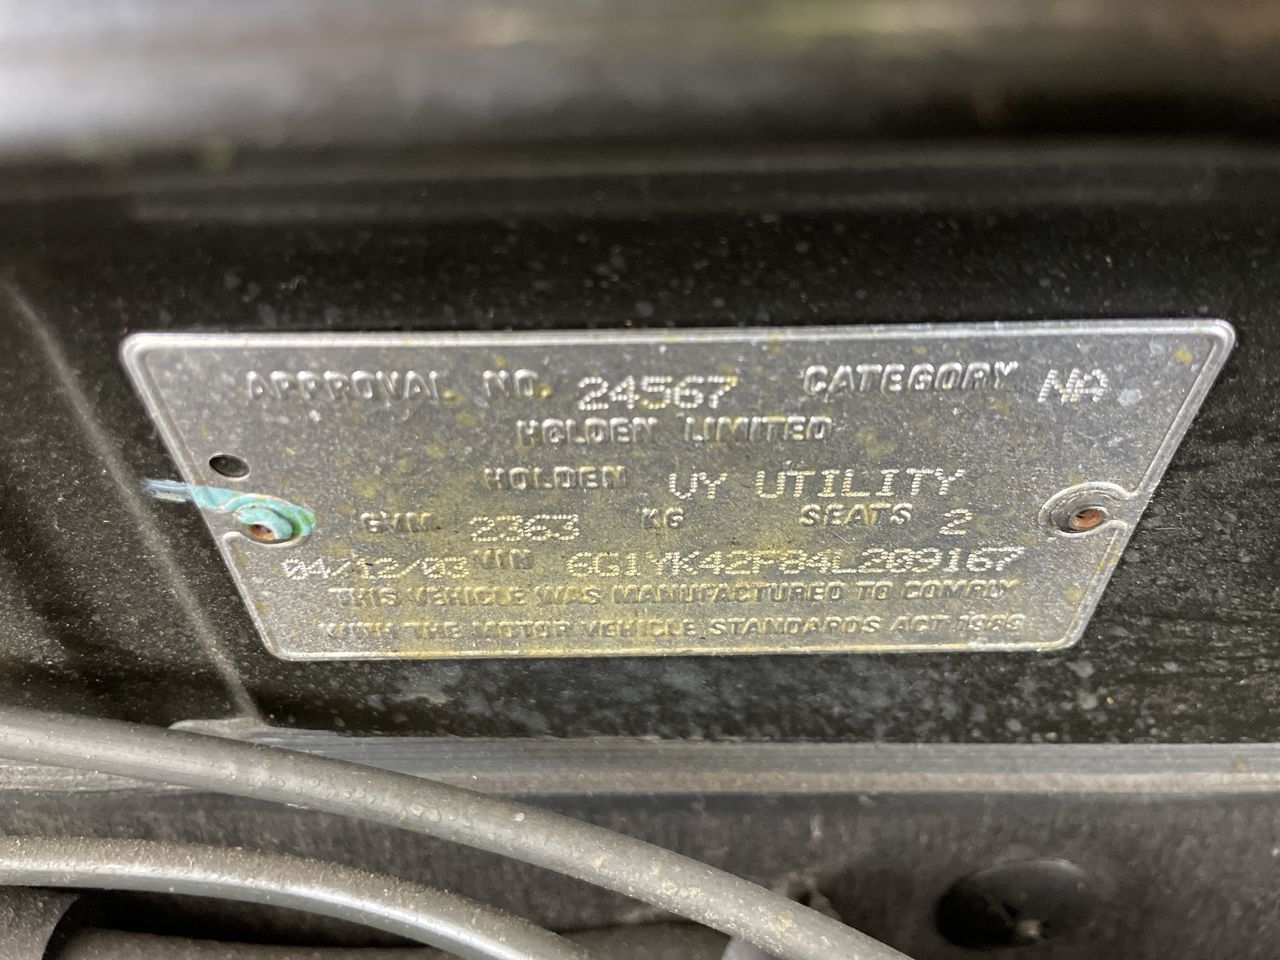 APPROVAL NO. 24567 CATEGORY NA
HOLDEN LIMITED
HOLDEN VY UTILITY
GVM 2363 KG SEATS 2
04/12/03 VIN 6G1YK42F84L209167
THIS VEHICLE WAS MANUFACTURED TO COMPLY
WITH THE MOTOR VEHICLE STANDARDS ACT 1989